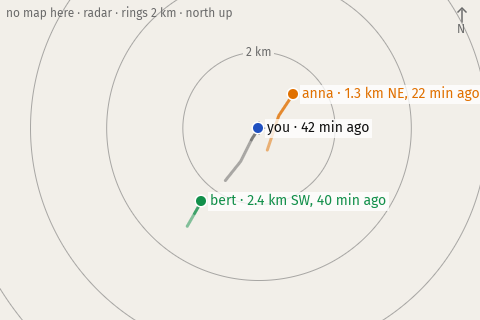 no map here · radar · rings 2 km · north up
N
2 km
anna · 1.3 km NE, 22 min ago
you · 42 min ago
bert · 2.4 km SW, 40 min ago